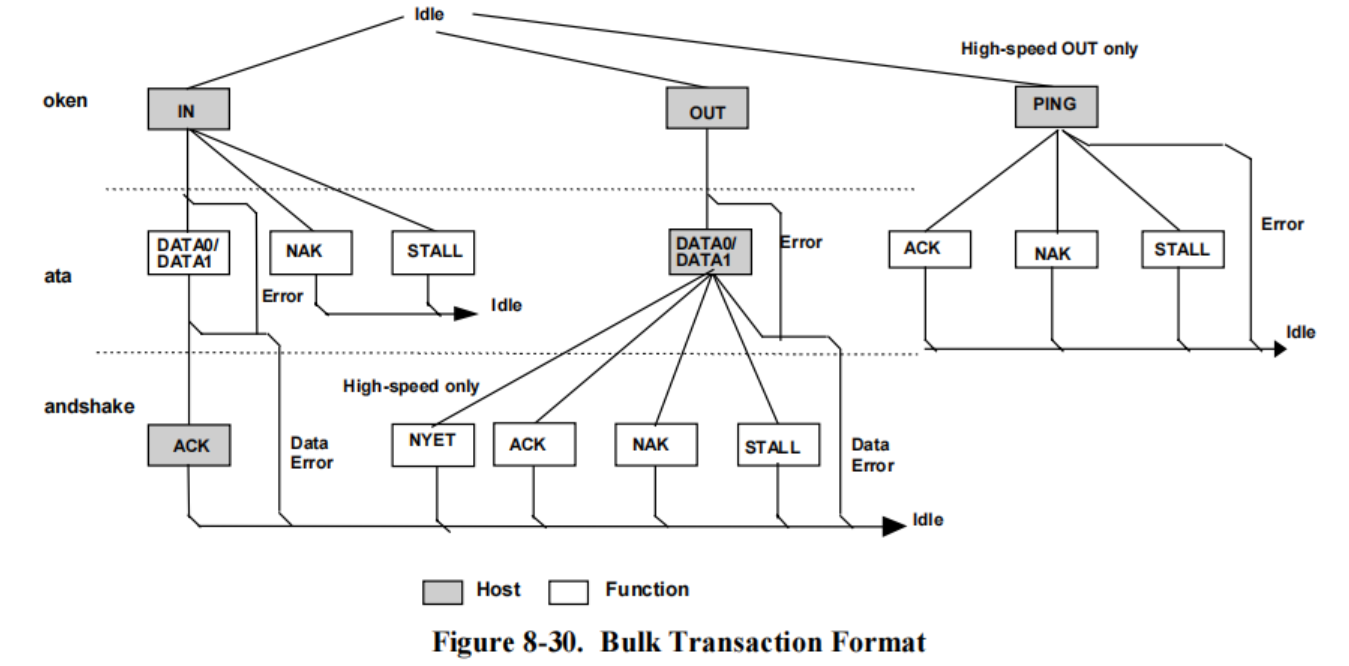 Idle
High-speed OUT only
oken
IN
OUT
PING
DATA0/
DATA1
NAK
STALL
DATA0/
DATA1
Error
ACK
NAK
STALL
Error
ata
Error
Idle
Idle
High-speed only
andshake
ACK
Data
Error
NYET
ACK
NAK
STALL
Data
Error
Idle
Host
Function
Figure 8-30. Bulk Transaction Format